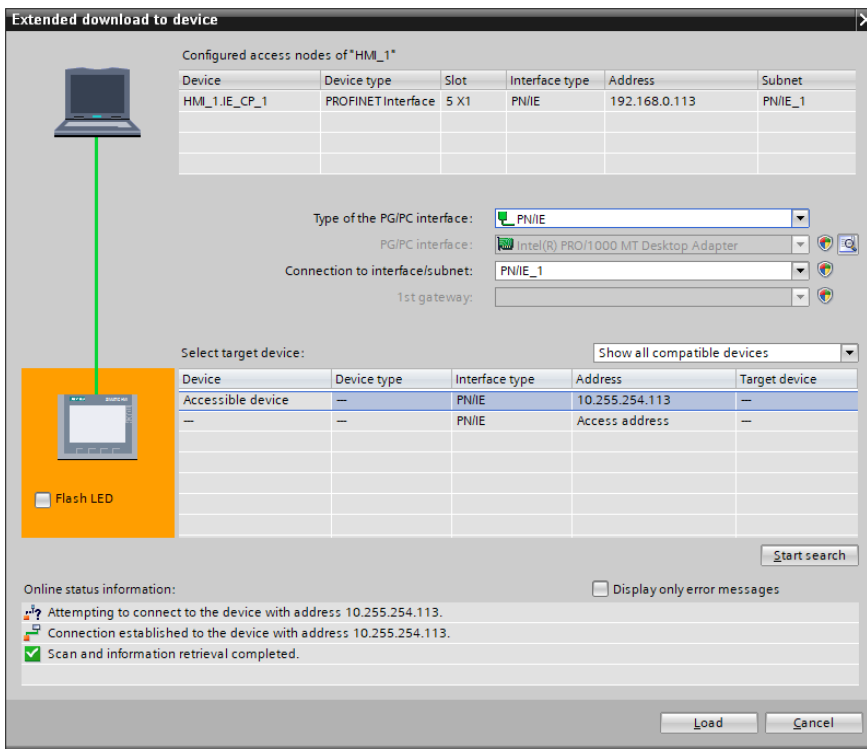 Extended download to device
Configured access nodes of "HMI_1"
Device Device type Slot Interface type Address Subnet
HMI_1.IE_CP_1 PROFINET Interface 5 X1 PN/IE 192.168.0.113 PN/IE_1
Type of the PG/PC interface: PN/IE
PG/PC interface: Intel(R) PRO/1000 MT Desktop Adapter
Connection to interface/subnet: PN/IE_1
1st gateway:
Select target device: Show all compatible devices
Device Device type Interface type Address Target device
Accessible device — PN/IE 10.255.254.113 —
— — PN/IE Access address —
Flash LED
Start search
Online status information: Display only error messages
Attempting to connect to the device with address 10.255.254.113.
Connection established to the device with address 10.255.254.113.
Scan and information retrieval completed.
Load Cancel